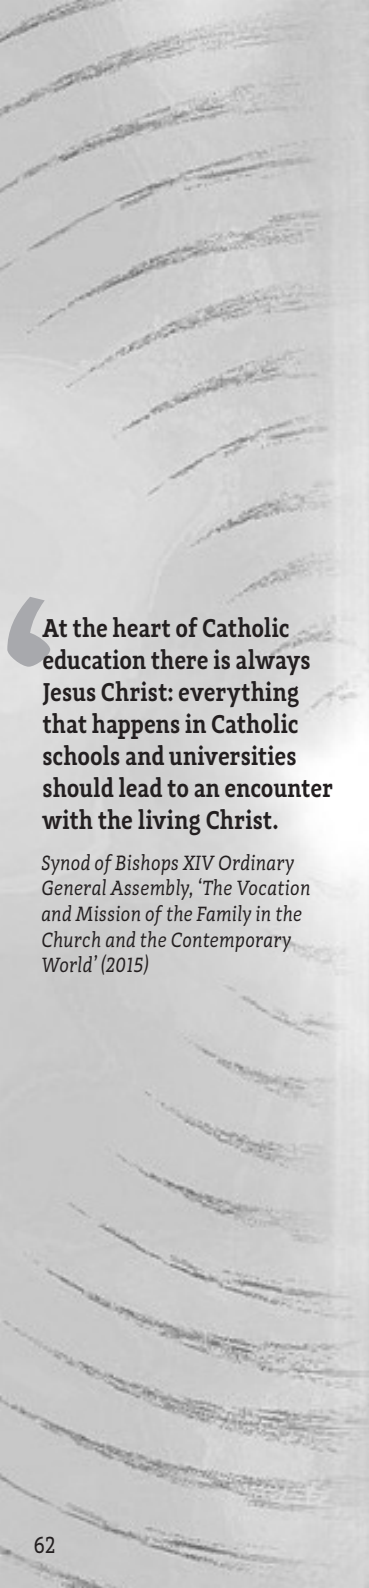 ‘
At the heart of Catholic
education there is always
Jesus Christ: everything
that happens in Catholic
schools and universities
should lead to an encounter
with the living Christ.
Synod of Bishops XIV Ordinary
General Assembly, ‘The Vocation
and Mission of the Family in the
Church and the Contemporary
World’ (2015)
62